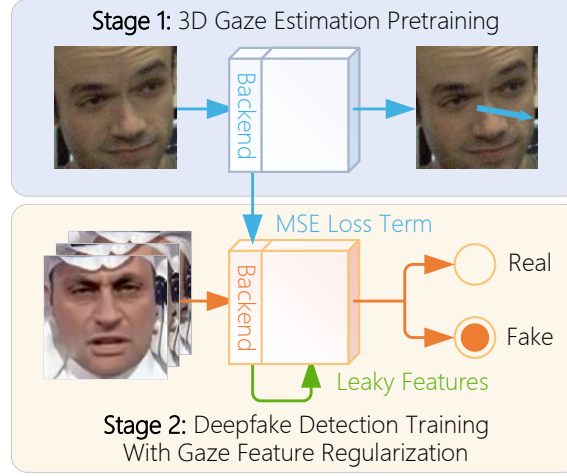 Stage 1: 3D Gaze Estimation Pretraining
Backend
MSE Loss Term
Backend
Real
Fake
Leaky Features
Stage 2: Deepfake Detection Training
With Gaze Feature Regularization